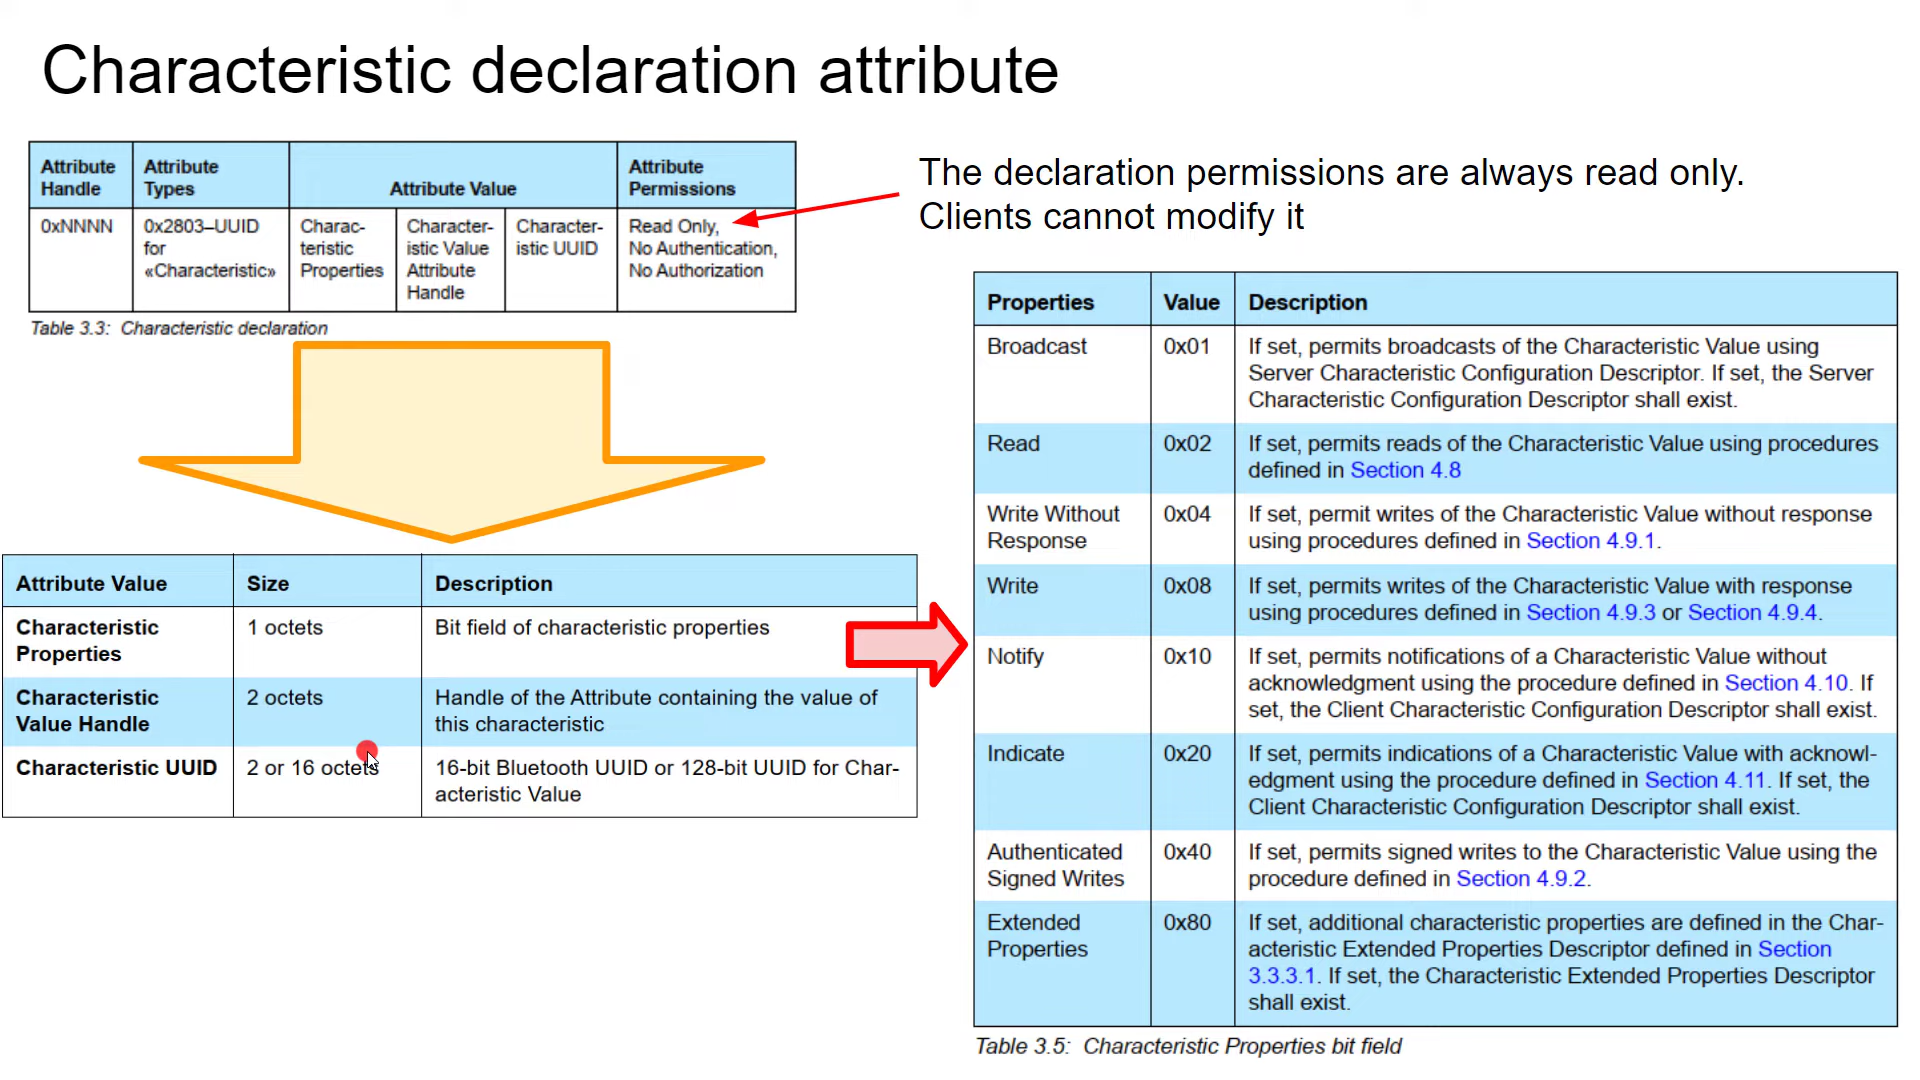 Characteristic declaration attribute
Attribute Handle
Attribute Types
Attribute Value
Attribute Permissions
0xNNNN
0x2803–UUID
for
«Characteristic»
Charac-
teristic
Properties
Character-
istic Value
Attribute
Handle
Character-
istic UUID
Read Only,
No Authentication,
No Authorization
Table 3.3: Characteristic declaration
The declaration permissions are always read only.
Clients cannot modify it
Attribute Value
Size
Description
Characteristic
Properties
1 octets
Bit field of characteristic properties
Characteristic
Value Handle
2 octets
Handle of the Attribute containing the value of
this characteristic
Characteristic UUID
2 or 16 octets
16-bit Bluetooth UUID or 128-bit UUID for Char-
acteristic Value
Properties
Value
Description
Broadcast
0x01
If set, permits broadcasts of the Characteristic Value using
Server Characteristic Configuration Descriptor. If set, the Server
Characteristic Configuration Descriptor shall exist.
Read
0x02
If set, permits reads of the Characteristic Value using procedures
defined in Section 4.8
Write Without
Response
0x04
If set, permit writes of the Characteristic Value without response
using procedures defined in Section 4.9.1.
Write
0x08
If set, permits writes of the Characteristic Value with response
using procedures defined in Section 4.9.3 or Section 4.9.4.
Notify
0x10
If set, permits notifications of a Characteristic Value without
acknowledgment using the procedure defined in Section 4.10. If
set, the Client Characteristic Configuration Descriptor shall exist.
Indicate
0x20
If set, permits indications of a Characteristic Value with acknowl-
edgment using the procedure defined in Section 4.11. If set, the
Client Characteristic Configuration Descriptor shall exist.
Authenticated
Signed Writes
0x40
If set, permits signed writes to the Characteristic Value using the
procedure defined in Section 4.9.2.
Extended
Properties
0x80
If set, additional characteristic properties are defined in the Char-
acteristic Extended Properties Descriptor defined in Section
3.3.3.1. If set, the Characteristic Extended Properties Descriptor
shall exist.
Table 3.5: Characteristic Properties bit field